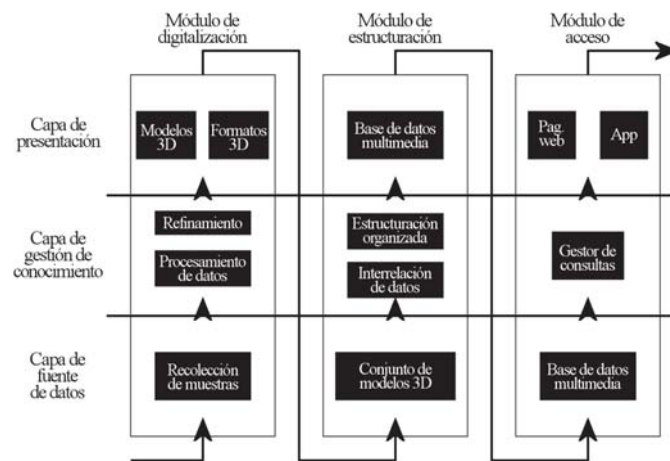 Módulo de
digitalización
Módulo de
estructuración
Módulo de
acceso
Capa de
presentación
Modelos
3D
Formatos
3D
Base de datos
multimedia
Pag.
web
App
Capa de
gestión de
conocimiento
Refinamiento
Procesamiento
de datos
Estructuración
organizada
Interrelación
de datos
Gestor de
consultas
Capa de
fuente
de datos
Recolección
de muestras
Conjunto de
modelos 3D
Base de datos
multimedia